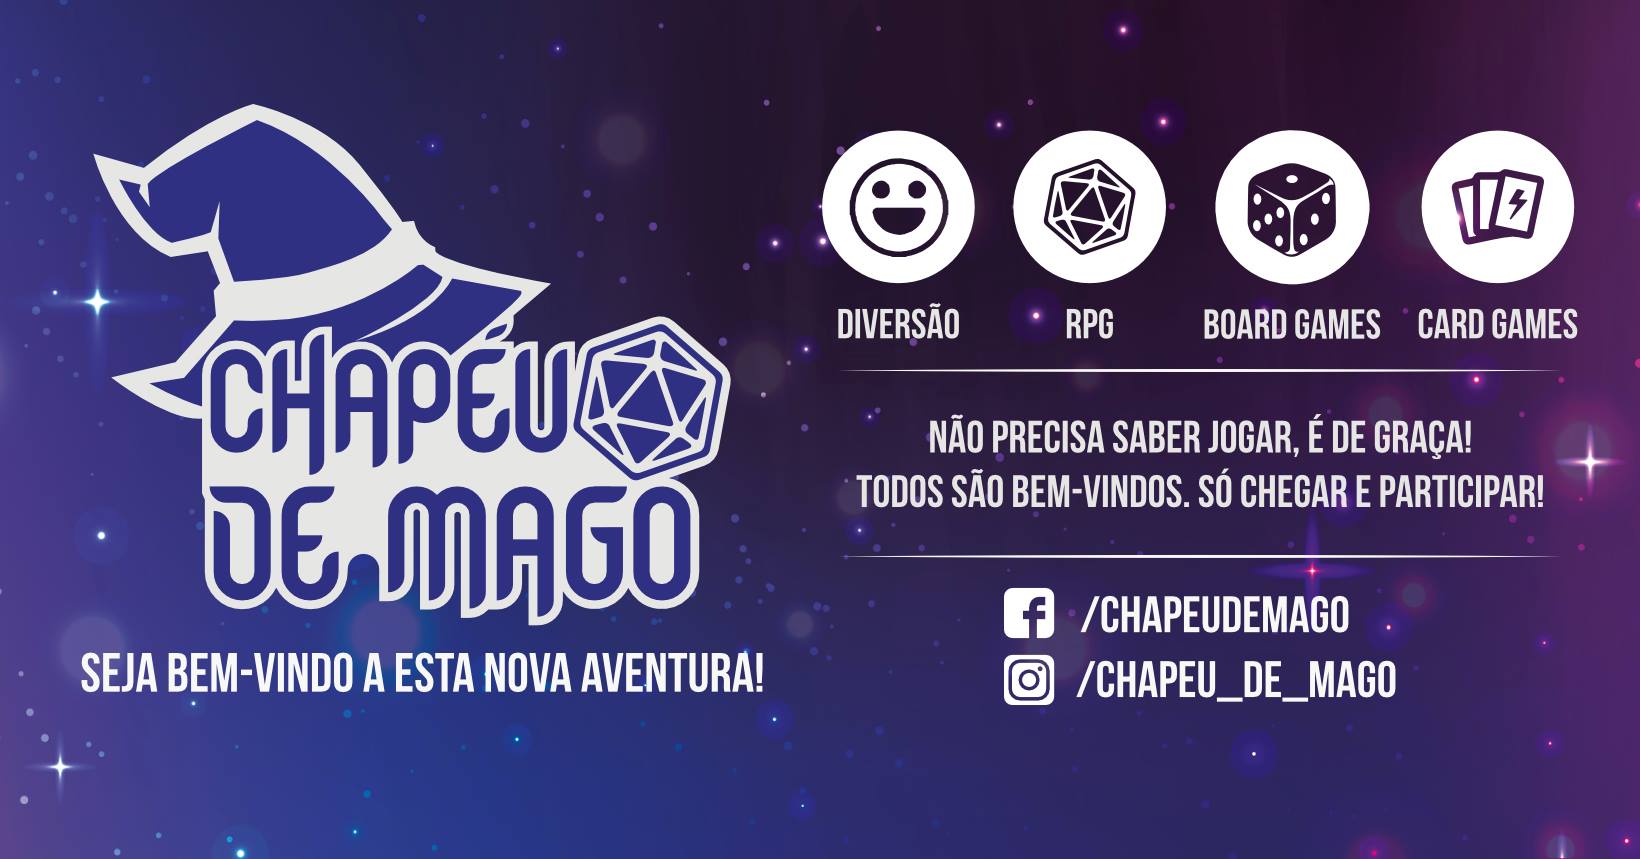 CHAPÉU
DE MAGO
SEJA BEM-VINDO A ESTA NOVA AVENTURA!
DIVERSÃO
RPG
BOARD GAMES
CARD GAMES
NÃO PRECISA SABER JOGAR, É DE GRAÇA!
TODOS SÃO BEM-VINDOS. SÓ CHEGAR E PARTICIPAR!
/CHAPEUDEMAGO
/CHAPEU_DE_MAGO